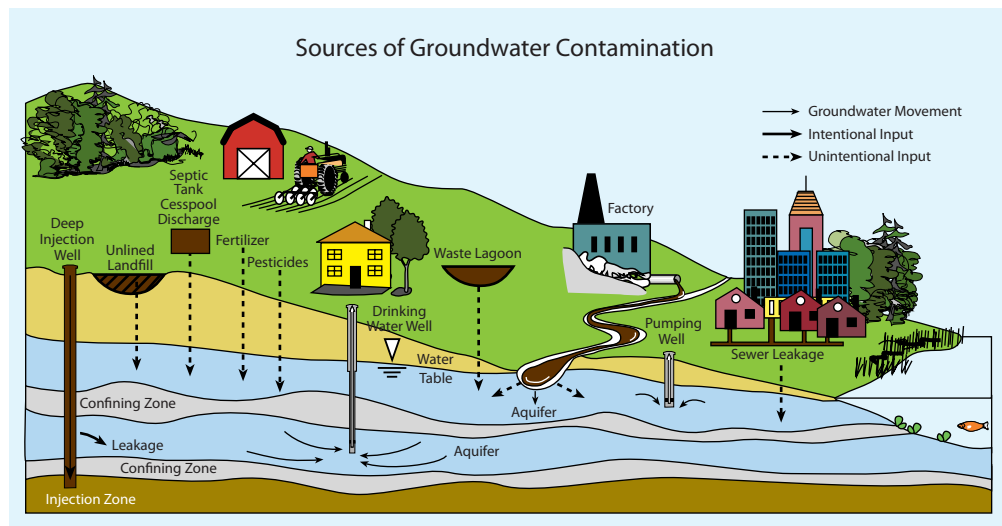 Sources of Groundwater Contamination
Groundwater Movement
Intentional Input
Unintentional Input
Septic
Tank
Cesspool
Discharge
Factory
Deep
Injection
Well
Unlined
Landfill
Fertilizer
Pesticides
Waste Lagoon
Drinking
Water Well
Pumping
Well
Water
Table
Sewer Leakage
Confining Zone
Aquifer
Leakage
Aquifer
Confining Zone
Injection Zone